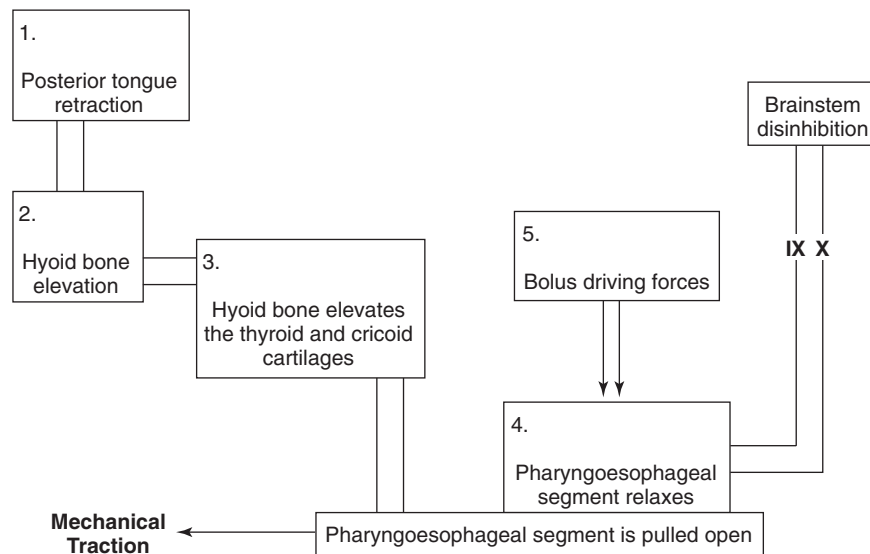 1.
Posterior tongue
retraction
Brainstem
disinhibition
2.
Hyoid bone
elevation
3.
Hyoid bone elevates
the thyroid and cricoid
cartilages
5.
Bolus driving forces
IX X
4.
Pharyngoesophageal
segment relaxes
Mechanical
Traction
Pharyngoesophageal segment is pulled open